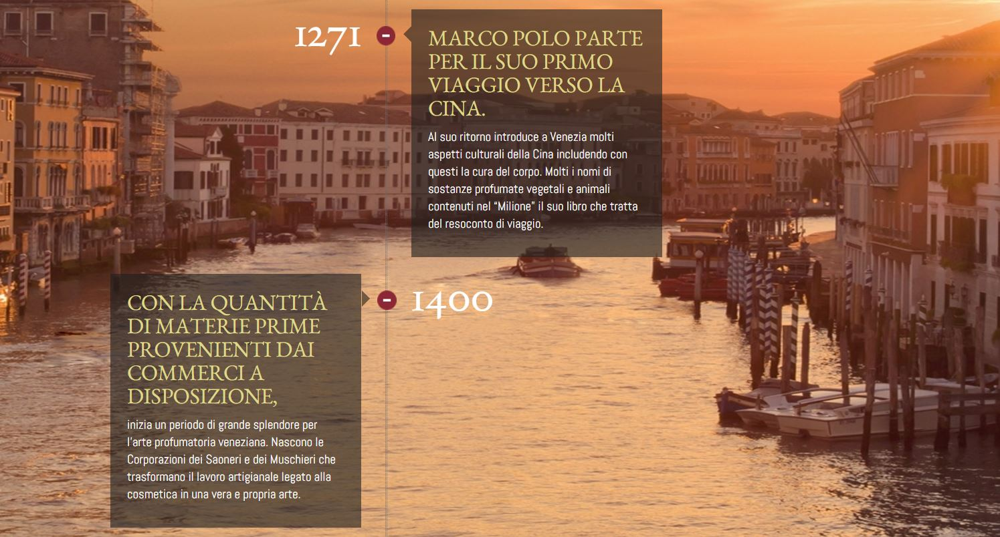 1271
MARCO POLO PARTE
PER IL SUO PRIMO
VIAGGIO VERSO LA
CINA.
Al suo ritorno introduce a Venezia molti
aspetti culturali della Cina includendo con
questi la cura del corpo. Molti i nomi di
sostanze profumate vegetali e animali
contenuti nel “Milione” il suo libro che tratta
del resoconto di viaggio.
1400
CON LA QUANTITÀ
DI MATERIE PRIME
PROVENIENTI DAI
COMMERCI A
DISPOSIZIONE,
inizia un periodo di grande splendore per
l'arte profumatoria veneziana. Nascono le
Corporazioni dei Saoneri e dei Muschieri che
trasformano il lavoro artigianale legato alla
cosmetica in una vera e propria arte.